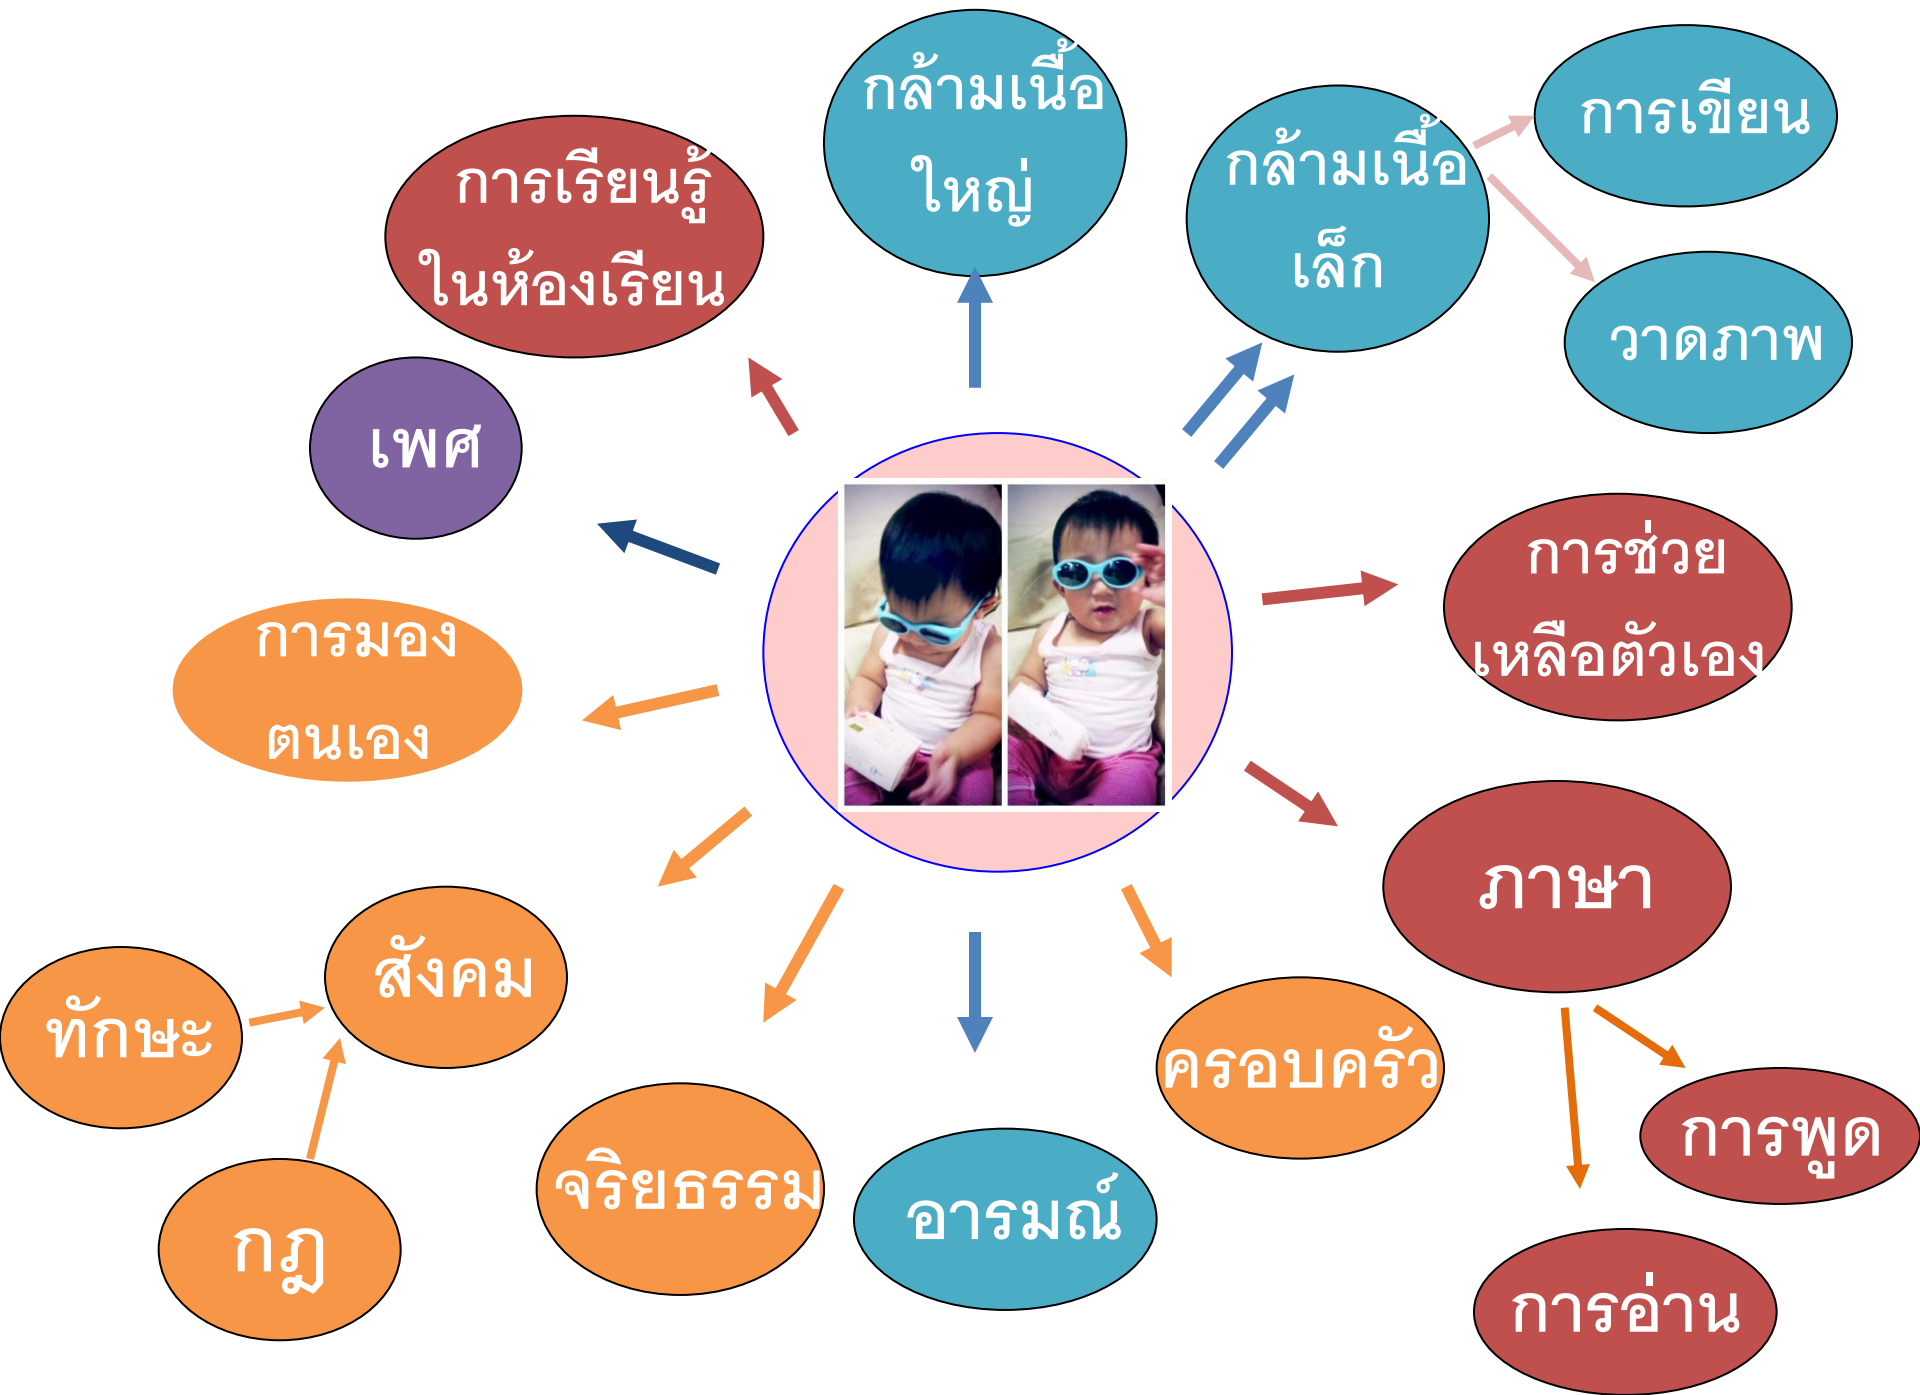 กล้ามเนื้อ
ใหญ่
กล้ามเนื้อ
เล็ก
การเขียน
วาดภาพ
การเรียนรู้
ในห้องเรียน
เพศ
การช่วย
เหลือตัวเอง
การมอง
ตนเอง
ภาษา
สังคม
ทักษะ
ครอบครัว
การพูด
จริยธรรม
อารมณ์
กฎ
การอ่าน